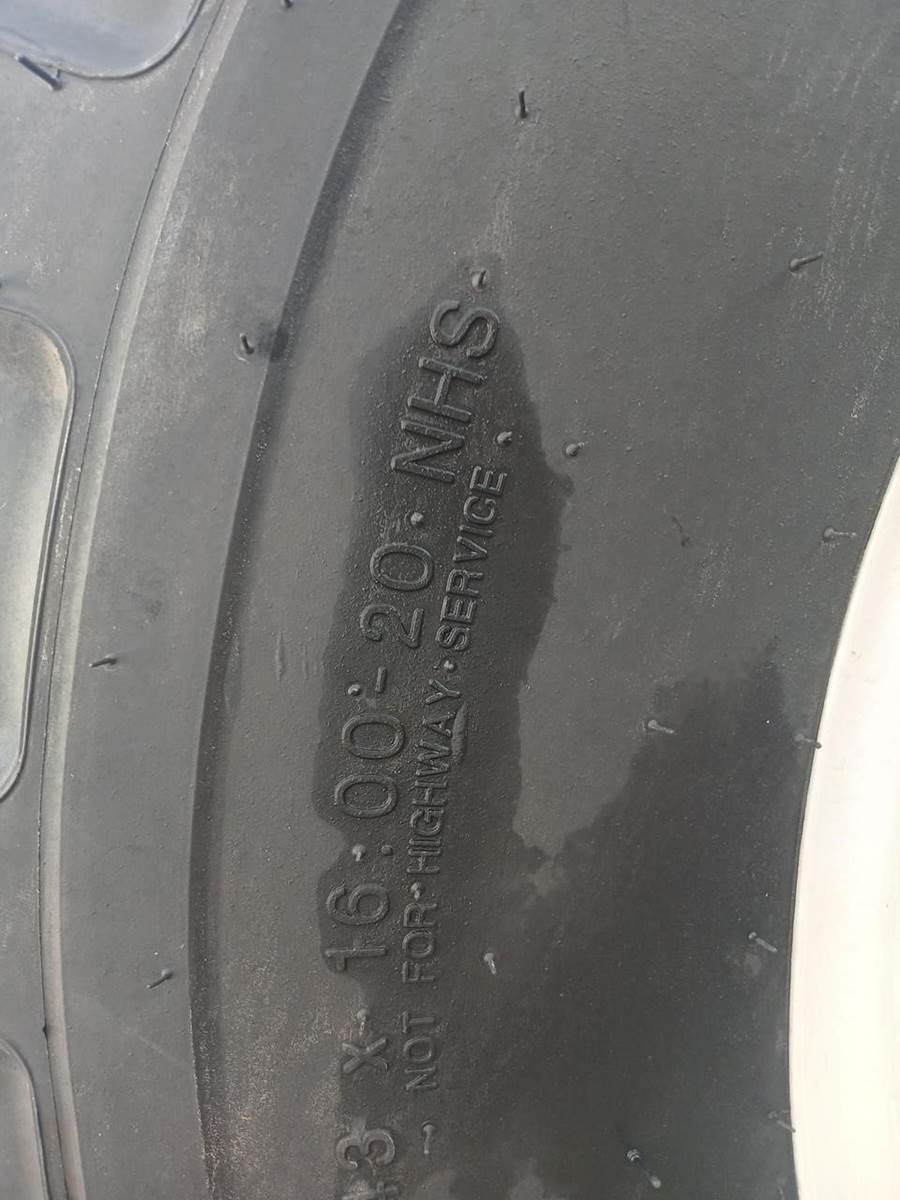 43 X 16:00-20 NHS
NOT FOR HIGHWAY SERVICE